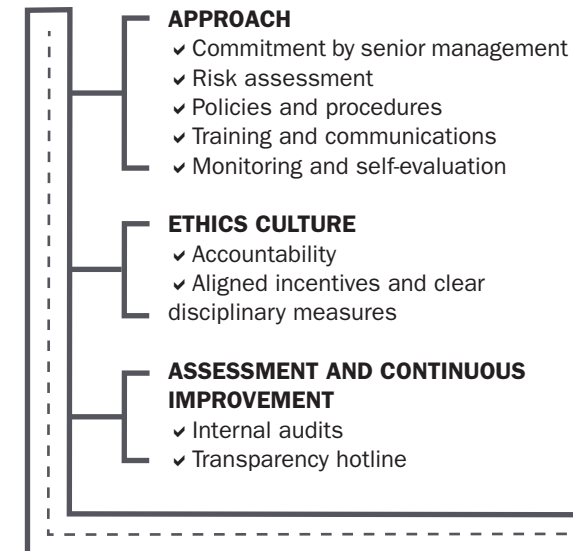 APPROACH
✓ Commitment by senior management
✓ Risk assessment
✓ Policies and procedures
✓ Training and communications
✓ Monitoring and self-evaluation
ETHICS CULTURE
✓ Accountability
✓ Aligned incentives and clear
disciplinary measures
ASSESSMENT AND CONTINUOUS
IMPROVEMENT
✓ Internal audits
✓ Transparency hotline